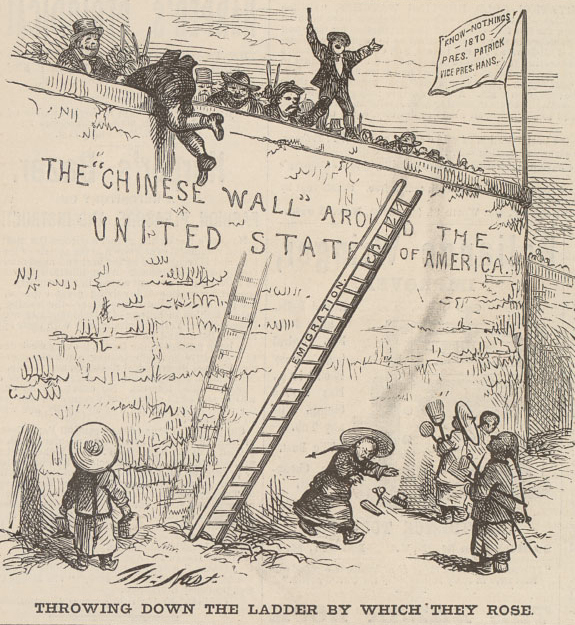 "KNOW-NOTHINGS
- 1870
PRES. PATRICK
VICE PRES. HANS.
THE "CHINESE WALL" AROUND THE
UNITED STATES OF AMERICA.
EMIGRATION.
Th: Nast.
THROWING DOWN THE LADDER BY WHICH THEY ROSE.